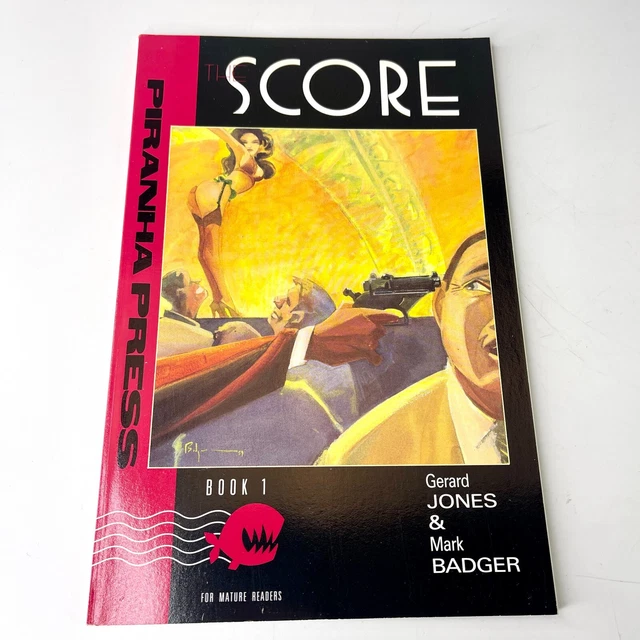 THE SCORE
PIRANHA PRESS
BOOK 1
Gerard
JONES
&
Mark
BADGER
FOR MATURE READERS